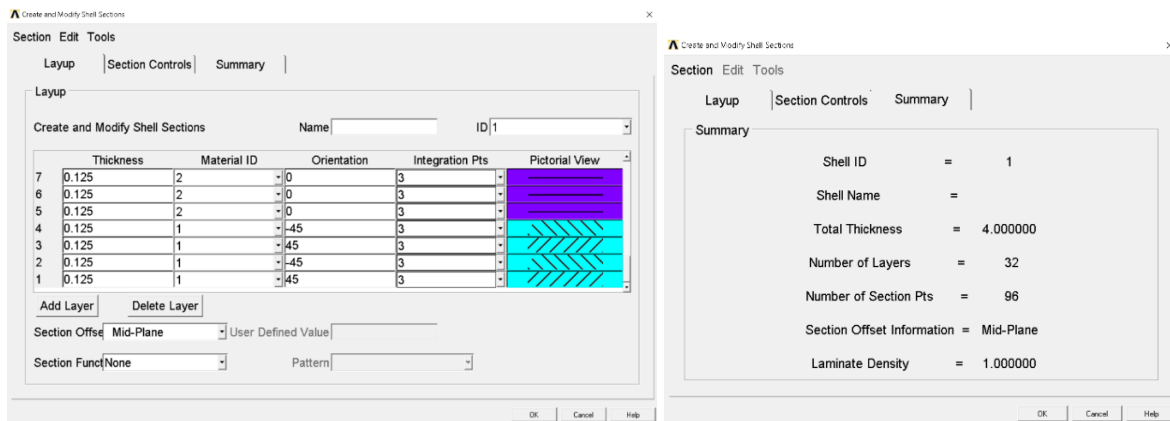 Create and Modify Shell Sections
Section Edit Tools
Layup Section Controls Summary
Layup
Create and Modify Shell Sections Name ID 1
Thickness Material ID Orientation Integration Pts Pictorial View
7 0.125 2 0 3
6 0.125 2 0 3
5 0.125 2 0 3
4 0.125 1 -45 3
3 0.125 1 45 3
2 0.125 1 -45 3
1 0.125 1 45 3
Add Layer Delete Layer
Section Offse Mid-Plane User Defined Value
Section Funct None Pattern
OK Cancel Help
Create and Modify Shell Sections
Section Edit Tools
Layup Section Controls Summary
Summary
Shell ID = 1
Shell Name =
Total Thickness = 4.000000
Number of Layers = 32
Number of Section Pts = 96
Section Offset Information = Mid-Plane
Laminate Density = 1.000000
OK Cancel Help